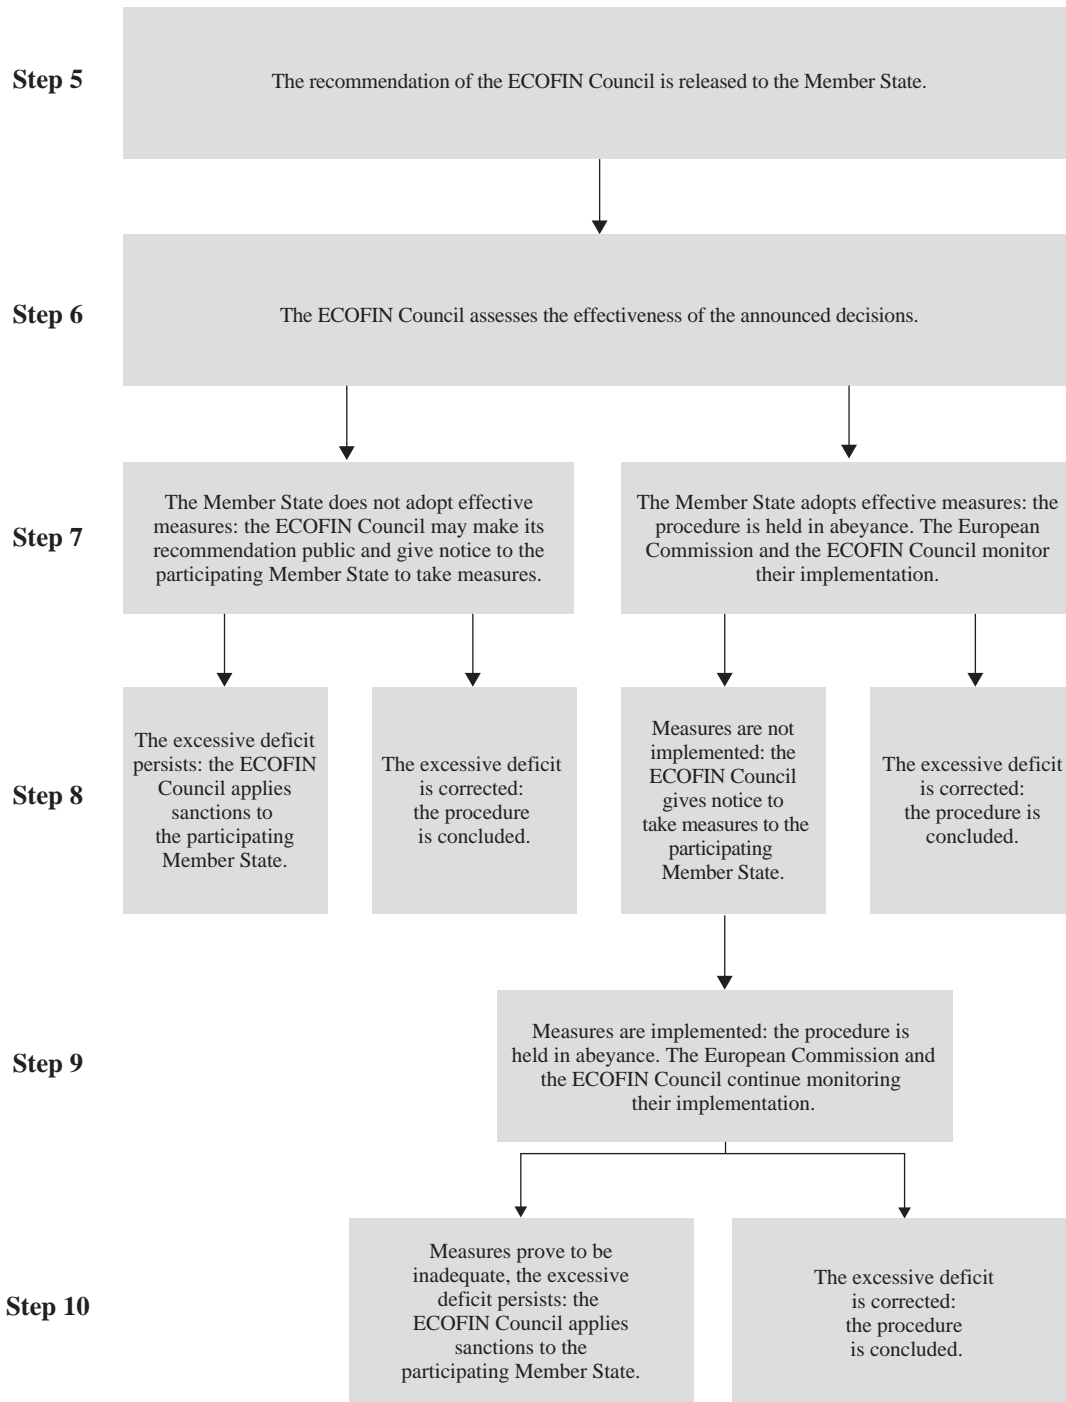 Step 5
The recommendation of the ECOFIN Council is released to the Member State.
Step 6
The ECOFIN Council assesses the effectiveness of the announced decisions.
Step 7
The Member State does not adopt effective
measures: the ECOFIN Council may make its
recommendation public and give notice to the
participating Member State to take measures.
The Member State adopts effective measures: the
procedure is held in abeyance. The European
Commission and the ECOFIN Council monitor
their implementation.
Step 8
The excessive deficit
persists: the ECOFIN
Council applies
sanctions to
the participating
Member State.
The excessive deficit
is corrected:
the procedure
is concluded.
Measures are not
implemented: the
ECOFIN Council
gives notice to
take measures to the
participating
Member State.
The excessive deficit
is corrected:
the procedure is
concluded.
Step 9
Measures are implemented: the procedure is
held in abeyance. The European Commission and
the ECOFIN Council continue monitoring
their implementation.
Step 10
Measures prove to be
inadequate, the excessive
deficit persists: the
ECOFIN Council applies
sanctions to the
participating Member State.
The excessive deficit
is corrected:
the procedure
is concluded.